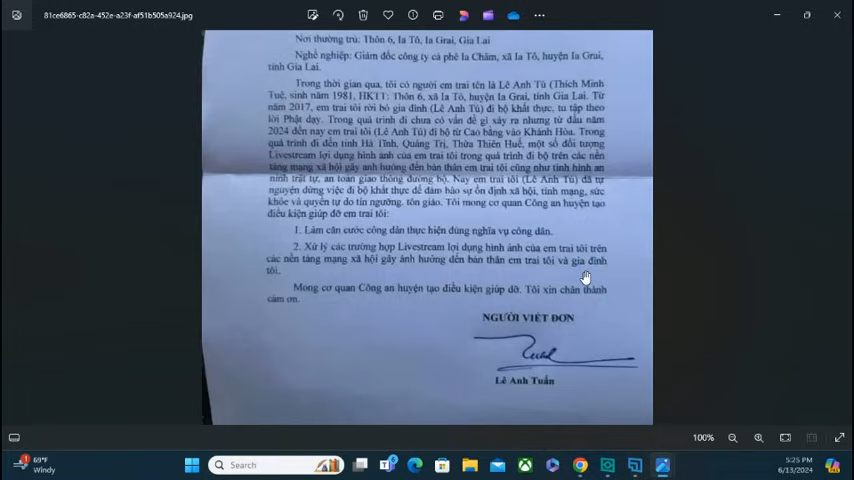 81ce6865-c82a-452e-a23f-af51b505a924.jpg
Nơi thường trú: Thôn 6, Ia Tô, Ia Grai, Gia Lai
Nghề nghiệp: Giám đốc công ty cà phê Ia Châm, xã Ia Tô, huyện Ia Grai,
tỉnh Gia Lai.
Trong thời gian qua, tôi có người em trai tên là Lê Anh Tú (Thích Minh
Tuệ, sinh năm 1981, HKTT: Thôn 6, xã Ia Tô, huyện Ia Grai, tỉnh Gia Lai. Từ
năm 2017, em trai tôi rời bỏ gia đình (Lê Anh Tú) đi bộ khất thực, tu tập theo
lời Phật dạy. Trong quá trình đi chưa có vấn đề gì xảy ra nhưng từ đầu năm
2024 đến nay em trai tôi (Lê Anh Tú) đi bộ từ Cao bằng vào Khánh Hòa. Trong
quá trình đi đến tỉnh Hà Tĩnh, Quảng Trị, Thừa Thiên Huế, một số đối tượng
Livestream lợi dụng hình ảnh của em trai tôi trong quá trình đi bộ trên các nền
tảng mạng xã hội gây ảnh hưởng đến bản thân em trai tôi cũng như tình hình an
ninh trật tự, an toàn giao thông đường bộ. Nay em trai tôi (Lê Anh Tú) đã tự
nguyện dừng việc đi bộ khất thực để đảm bảo sự ổn định xã hội, tính mạng, sức
khỏe và quyền tự do tín ngưỡng, tôn giáo. Tôi mong cơ quan Công an huyện tạo
điều kiện giúp đỡ em trai tôi:
1. Làm căn cước công dân thực hiện đúng nghĩa vụ công dân.
2. Xử lý các trường hợp Livestream lợi dụng hình ảnh của em trai tôi trên
các nền tảng mạng xã hội gây ảnh hưởng đến bản thân em trai tôi và gia đình
tôi.
Mong cơ quan Công an huyện tạo điều kiện giúp đỡ. Tôi xin chân thành
cảm ơn.
NGƯỜI VIẾT ĐƠN
Lê Anh Tuấn
100%
69°F
Windy
Search
5:25 PM
6/13/2024